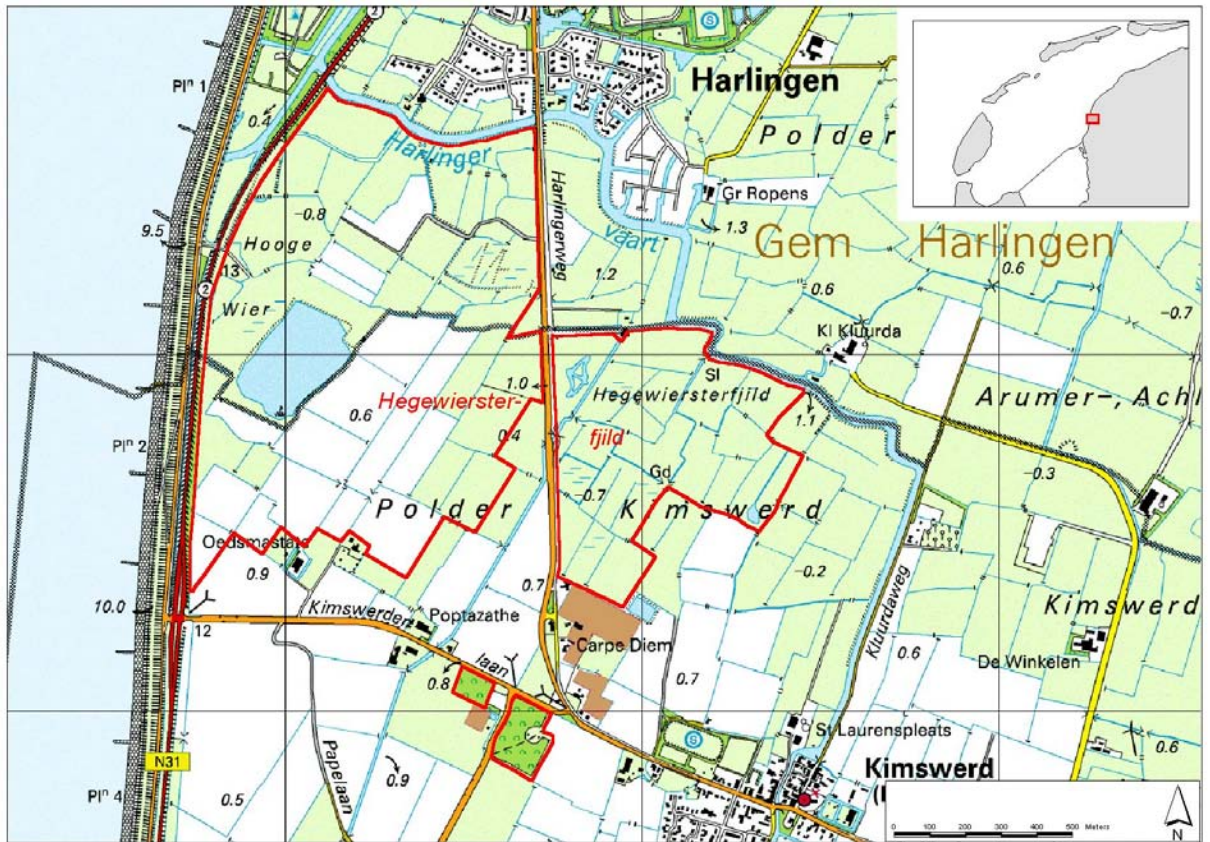 2
Plⁿ 1
S
Harlingen
Polder
0.4
Harlinger
Harlingerweg
Gr Ropens
1.3
-0.8
Hooge
9.5
13
2
Wier
vaart
Gem Harlingen
1.2
0.6
0.6
-0.7
Kl Kluurda
Sl
1.0
Hegewierster-
fjild'
Hegewiersterfjild
1.1
Arumer-, Achl
0.6
0.4
Plⁿ 2
Gd
-0.7
-0.3
Polder
Kimswerd
Oedsmastate
0.9
-0.2
0.7
Kluurdaweg
10.0
12
Kimswerder
laan
Poptazathe
Carpe Diem
Kimswerd
0.6
De Winkelen
0.8
0.7
S
St Laurenspleats
0.6
N31
Papelaan
0.9
0.5
Plⁿ 4
Kimswerd
0 100 200 300 400 500 Meters
N